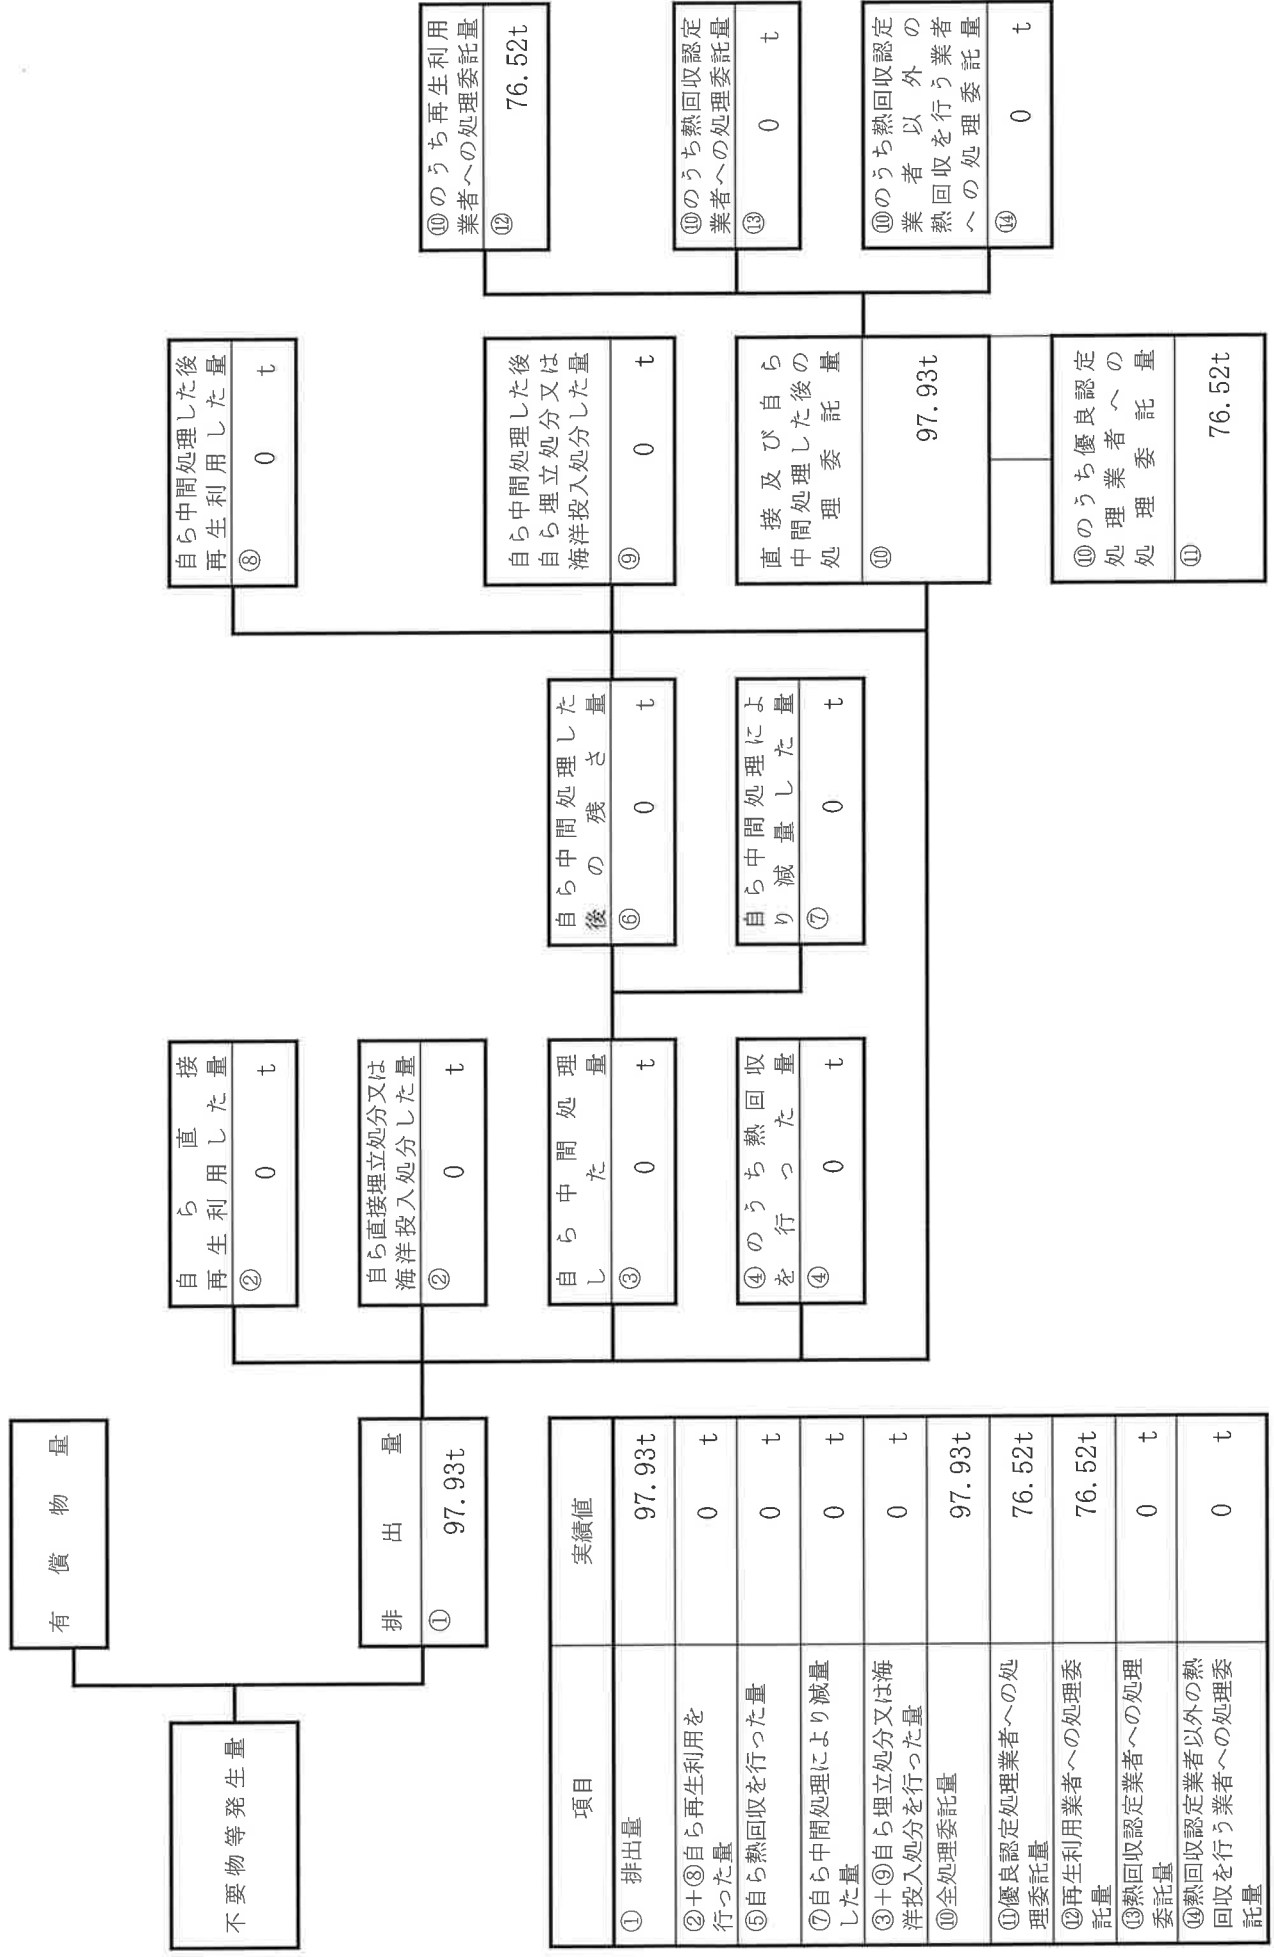 有償物量
不要物等発生量
排出量
① 97.93t
自ら直接
再生利用した量
② 0 t
自ら直接埋立処分又は
海洋投入処分した量
② 0 t
自ら中間処理
した量
③ 0 t
④のうち熱回収
を行った量
④ 0 t
自ら中間処理した
後の残さ量
⑥ 0 t
自ら中間処理によ
り減量した量
⑦ 0 t
自ら中間処理した後
再生利用した量
⑧ 0 t
自ら中間処理した後
自ら埋立処分又は
海洋投入処分した量
⑨ 0 t
直接及び自ら
中間処理した後の
処理委託量
⑩ 97.93t
⑩のうち優良認定
処理業者への
処理委託量
⑪ 76.52t
⑩のうち再生利用
業者への処理委託量
⑫ 76.52t
⑩のうち熱回収認定
業者への処理委託量
⑬ 0 t
⑩のうち熱回収認定
業者以外の
熱回収を行う業者
への処理委託量
⑭ 0 t
項目 実績値
① 排出量 97.93t
②+⑧自ら再生利用を
行った量 0 t
⑤自ら熱回収を行った量 0 t
⑦自ら中間処理により減量
した量 0 t
③+⑨自ら埋立処分又は海
洋投入処分を行った量 0 t
⑩全処理委託量 97.93t
⑪優良認定処理業者への処
理委託量 76.52t
⑫再生利用業者への処理委
託量 76.52t
⑬熱回収認定業者への処理
委託量 0 t
⑭熱回収認定業者以外の熱
回収を行う業者への処理委
託量 0 t